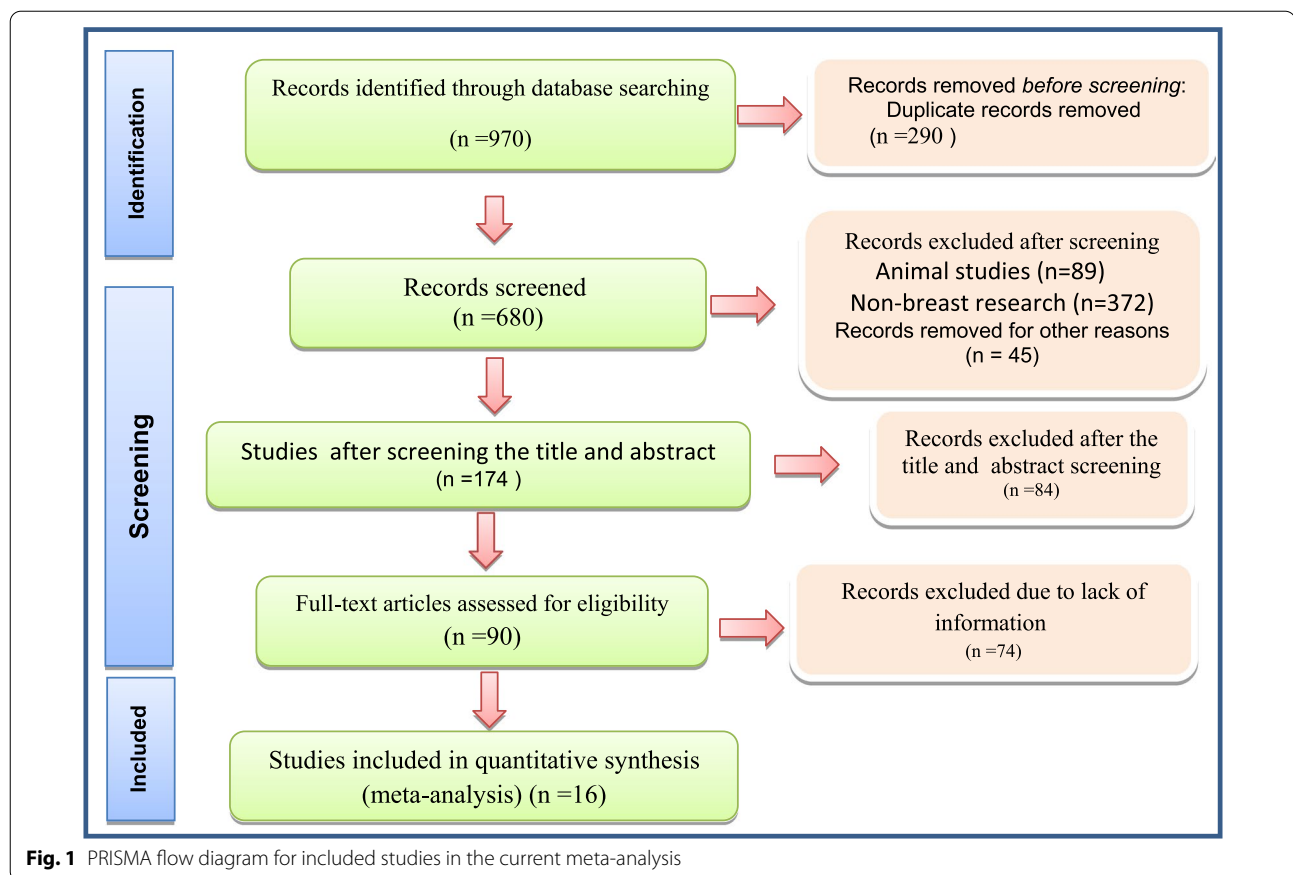 Identification
Records identified through database searching
(n =970)
Records removed before screening:
Duplicate records removed
(n =290 )
Screening
Records screened
(n =680)
Records excluded after screening
Animal studies (n=89)
Non-breast research (n=372)
Records removed for other reasons
(n = 45)
Studies after screening the title and abstract
(n =174 )
Records excluded after the
title and abstract screening
(n =84)
Full-text articles assessed for eligibility
(n =90)
Records excluded due to lack of
information
(n =74)
Included
Studies included in quantitative synthesis
(meta-analysis) (n =16)
Fig. 1 PRISMA flow diagram for included studies in the current meta-analysis